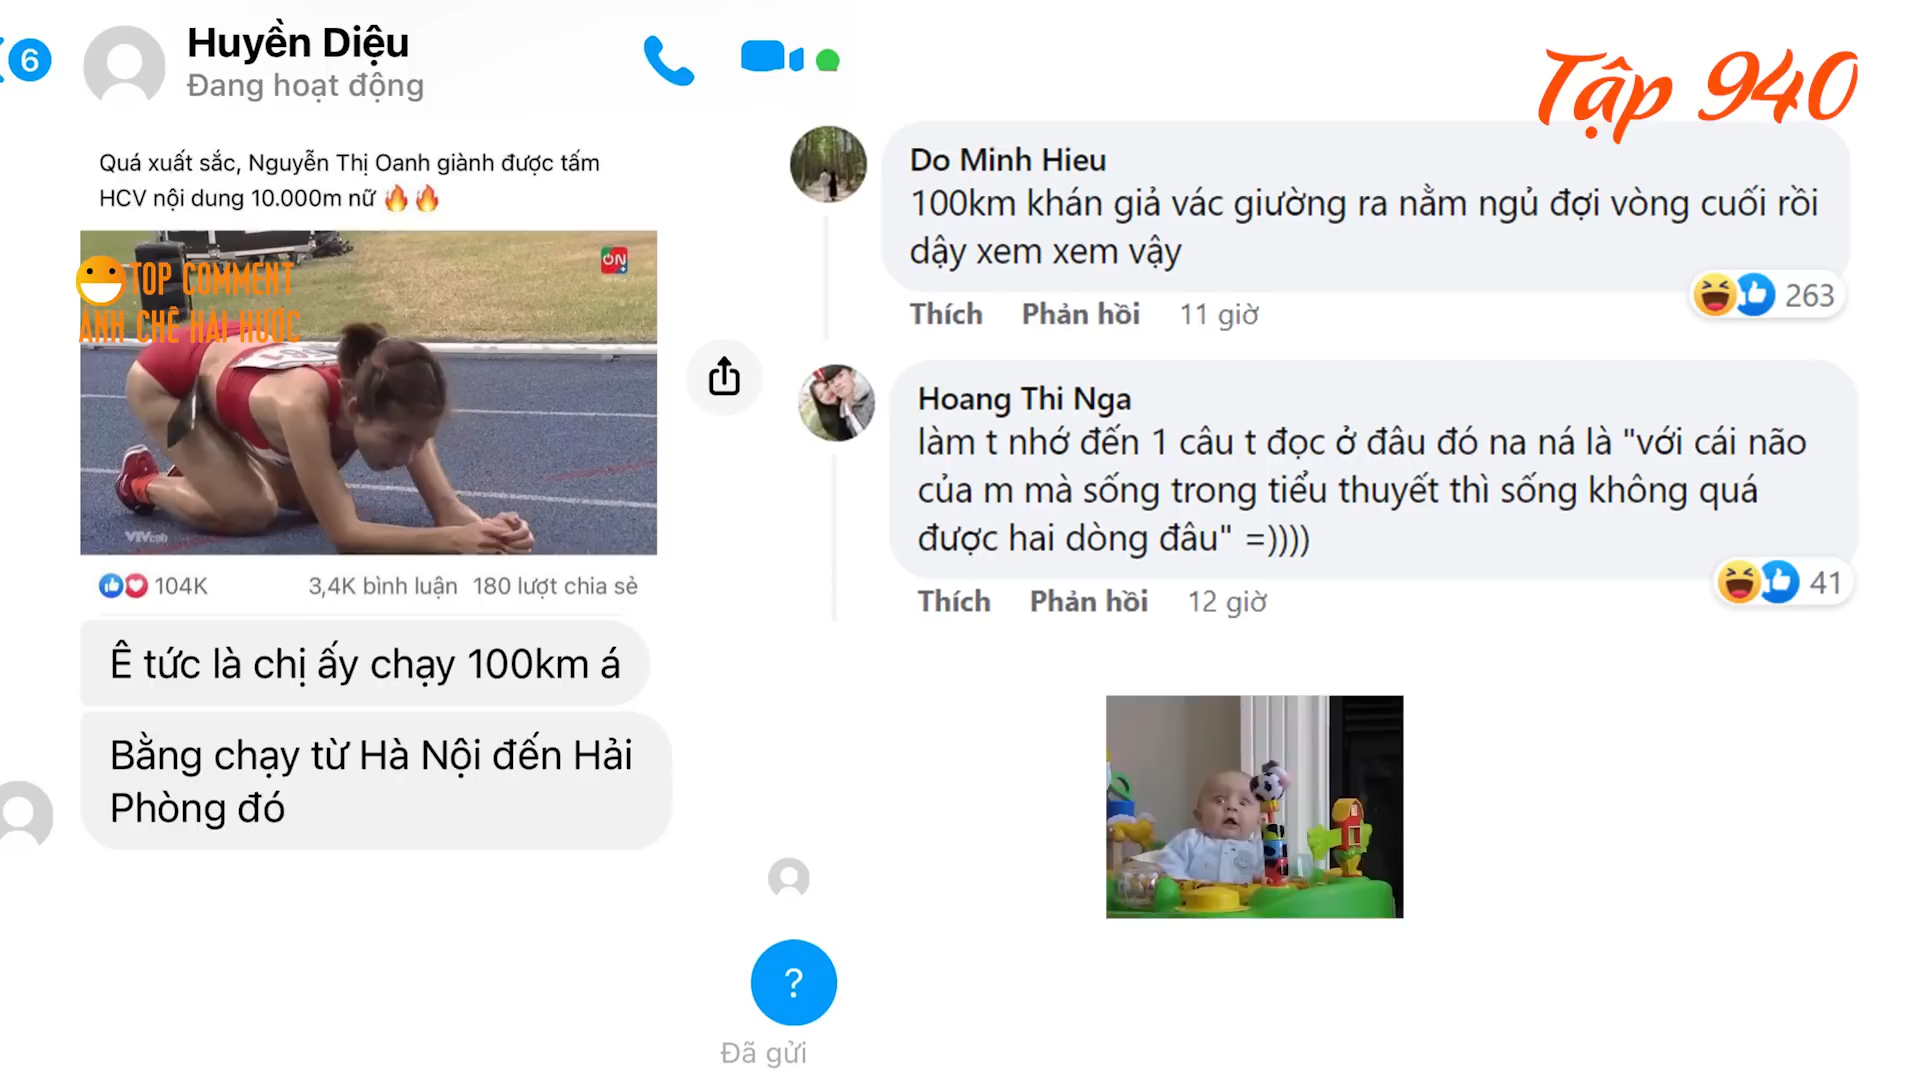 6
Huyền Diệu
Đang hoạt động
Quá xuất sắc, Nguyễn Thị Oanh giành được tấm
HCV nội dung 10.000m nữ 🔥🔥
ON
TOP COMMENT
ẢNH CHẾ HÀI HƯỚC
VTVcab
104K 3,4K bình luận 180 lượt chia sẻ
Ê tức là chị ấy chạy 100km á
Bằng chạy từ Hà Nội đến Hải
Phòng đó
?
Đã gửi
Tập 940
Do Minh Hieu
100km khán giả vác giường ra nằm ngủ đợi vòng cuối rồi
dậy xem xem vậy
263
Thích Phản hồi 11 giờ
Hoang Thi Nga
làm t nhớ đến 1 câu t đọc ở đâu đó na ná là "với cái não
của m mà sống trong tiểu thuyết thì sống không quá
được hai dòng đâu" =))))
41
Thích Phản hồi 12 giờ